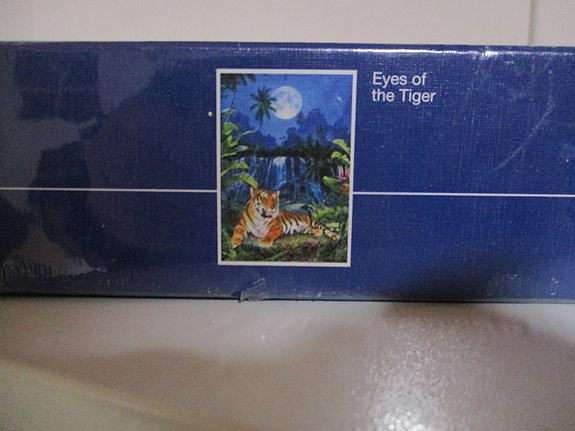 Eyes of
the Tiger